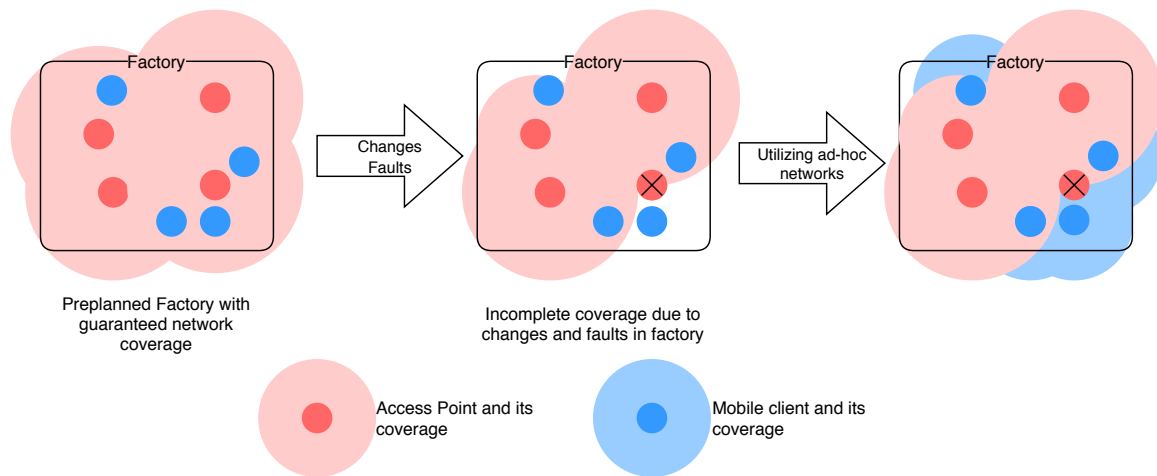 Factory
Factory
Factory
Changes
Faults
Utilizing ad-hoc
networks
Preplanned Factory with
guaranteed network
coverage
Incomplete coverage due to
changes and faults in factory
Access Point and its
coverage
Mobile client and its
coverage